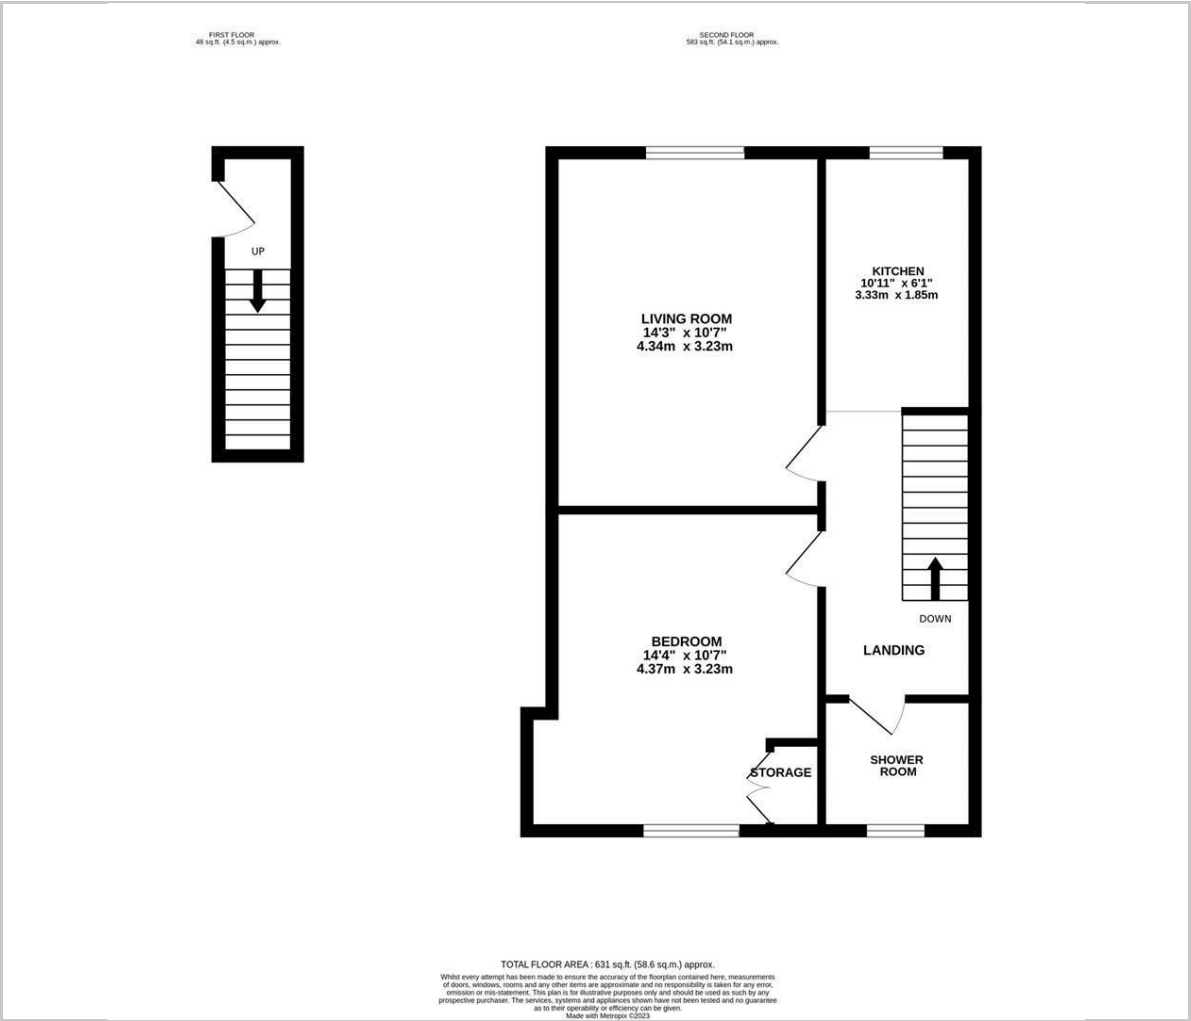 FIRST FLOOR
48 sq.ft. (4.5 sq.m.) approx.
SECOND FLOOR
583 sq.ft. (54.1 sq.m.) approx.
UP
LIVING ROOM
14'3" x 10'7"
4.34m x 3.23m
KITCHEN
10'11" x 6'1"
3.33m x 1.85m
DOWN
LANDING
BEDROOM
14'4" x 10'7"
4.37m x 3.23m
STORAGE
SHOWER
ROOM
TOTAL FLOOR AREA : 631 sq.ft. (58.6 sq.m.) approx.
Whilst every attempt has been made to ensure the accuracy of the floorplan contained here, measurements
of doors, windows, rooms and any other items are approximate and no responsibility is taken for any error,
omission or mis-statement. This plan is for illustrative purposes only and should be used as such by any
prospective purchaser. The services, systems and appliances shown have not been tested and no guarantee
as to their operability or efficiency can be given.
Made with Metropix ©2023